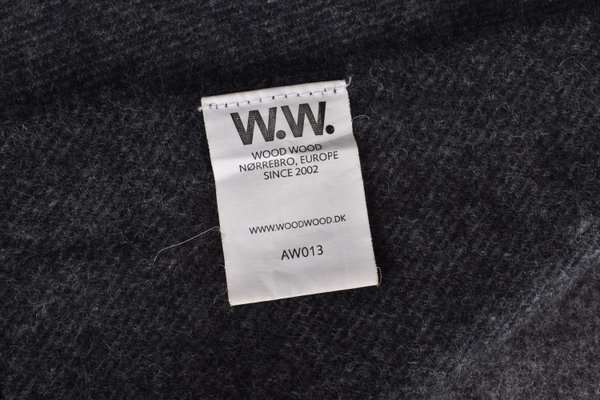 W.W.
WOOD WOOD
NØRREBRO, EUROPE
SINCE 2002
WWW.WOODWOOD.DK
AW013